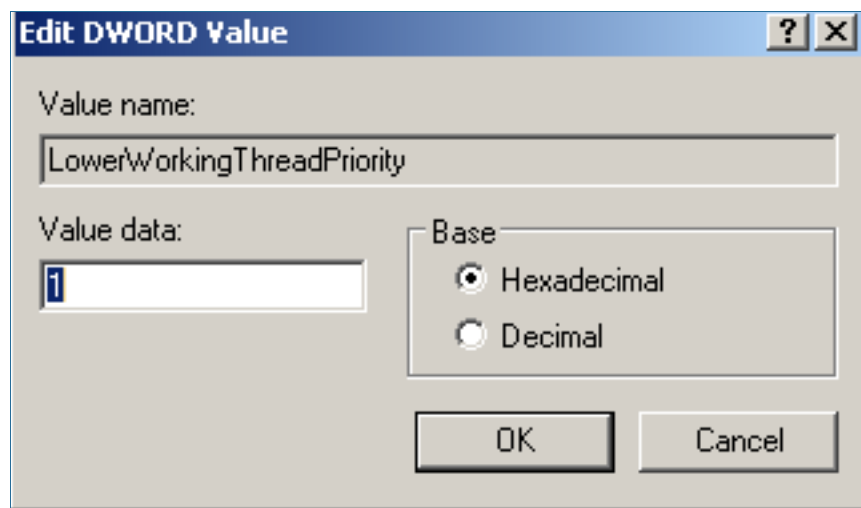 Edit DWORD Value
Value name:
LowerWorkingThreadPriority
Value data:
1
Base
Hexadecimal
Decimal
OK
Cancel